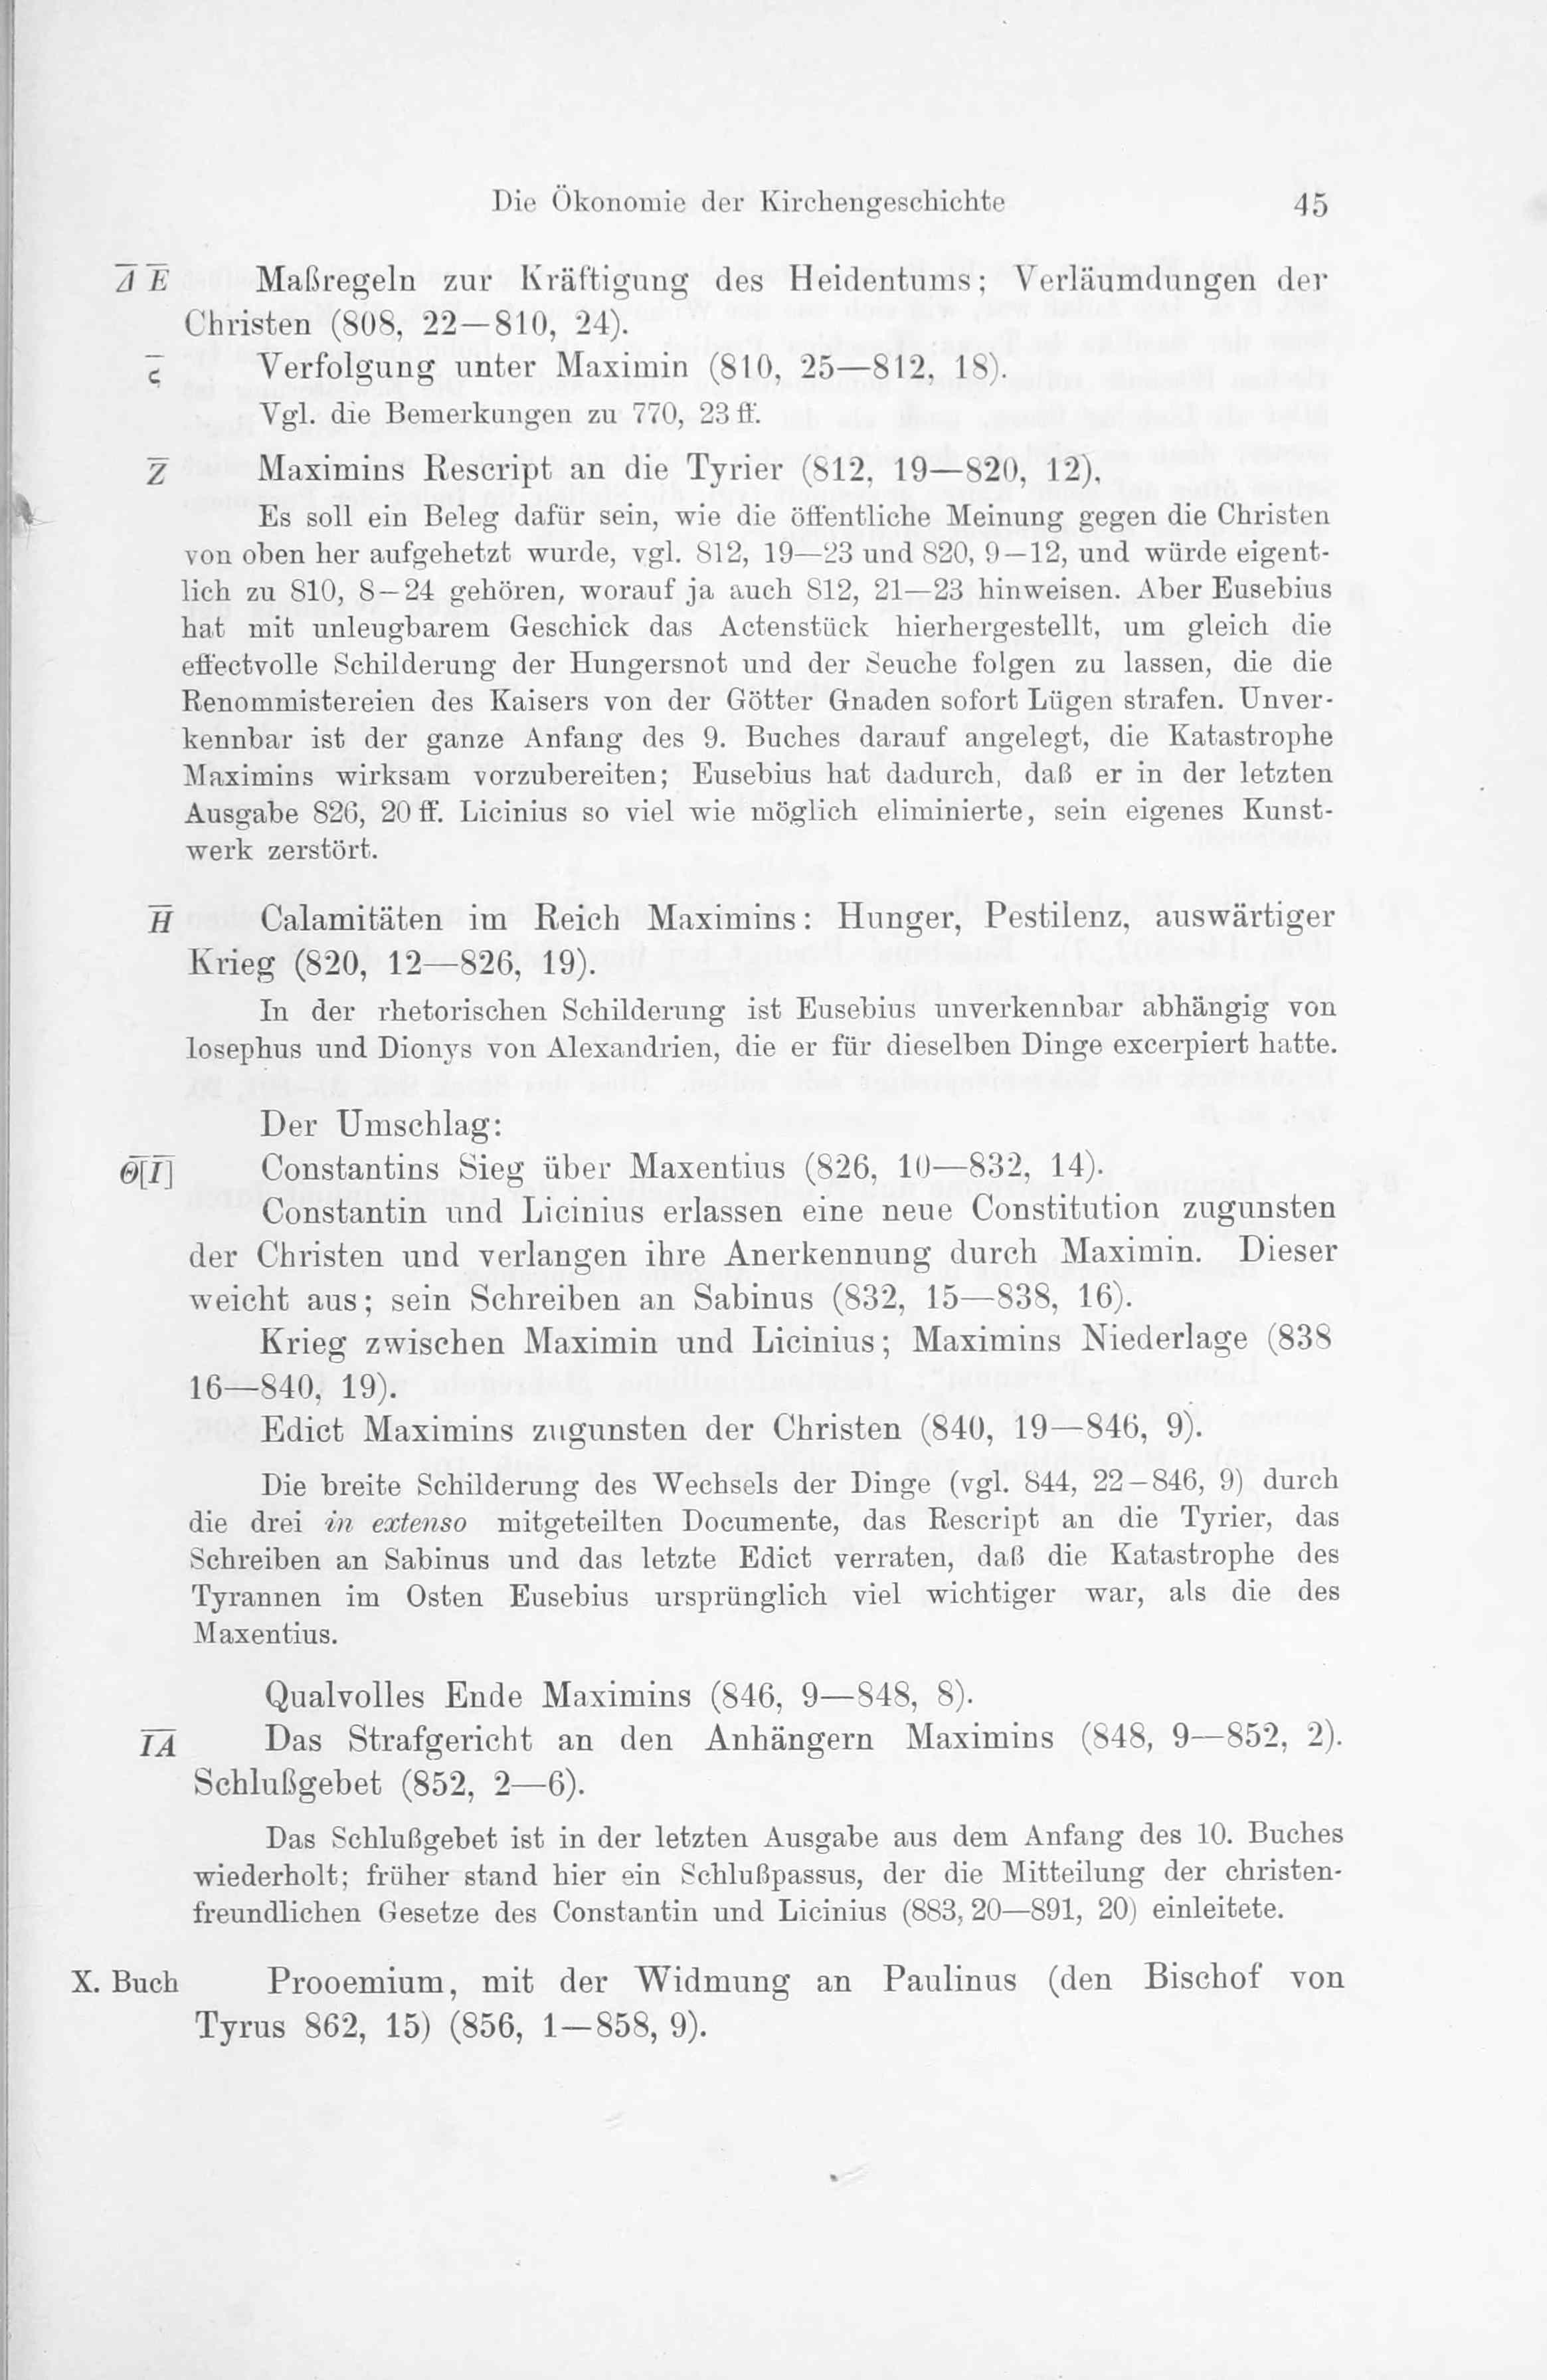 Die Ökonomie der Kirchengeschichte 45
Δ̅ E̅ Maßregeln zur Kräftigung des Heidentums; Verläumdungen der
Christen (808, 22—810, 24).
ς̅ Verfolgung unter Maximin (810, 25—812, 18).
Vgl. die Bemerkungen zu 770, 23 ff.
Z̅ Maximins Rescript an die Tyrier (812, 19—820, 12),
Es soll ein Beleg dafür sein, wie die öffentliche Meinung gegen die Christen
von oben her aufgehetzt wurde, vgl. 812, 19—23 und 820, 9—12, und würde eigent-
lich zu 810, 8—24 gehören, worauf ja auch 812, 21—23 hinweisen. Aber Eusebius
hat mit unleugbarem Geschick das Actenstück hierhergestellt, um gleich die
effectvolle Schilderung der Hungersnot und der Seuche folgen zu lassen, die die
Renommistereien des Kaisers von der Götter Gnaden sofort Lügen strafen. Unver-
kennbar ist der ganze Anfang des 9. Buches darauf angelegt, die Katastrophe
Maximins wirksam vorzubereiten; Eusebius hat dadurch, daß er in der letzten
Ausgabe 826, 20 ff. Licinius so viel wie möglich eliminierte, sein eigenes Kunst-
werk zerstört.
H̅ Calamitäten im Reich Maximins: Hunger, Pestilenz, auswärtiger
Krieg (820, 12—826, 19).
In der rhetorischen Schilderung ist Eusebius unverkennbar abhängig von
Iosephus und Dionys von Alexandrien, die er für dieselben Dinge excerpiert hatte.
Der Umschlag:
Θ̅[I̅] Constantins Sieg über Maxentius (826, 10—832, 14).
Constantin und Licinius erlassen eine neue Constitution zugunsten
der Christen und verlangen ihre Anerkennung durch Maximin. Dieser
weicht aus; sein Schreiben an Sabinus (832, 15—838, 16).
Krieg zwischen Maximin und Licinius; Maximins Niederlage (838
16—840, 19).
Edict Maximins zugunsten der Christen (840, 19—846, 9).
Die breite Schilderung des Wechsels der Dinge (vgl. 844, 22—846, 9) durch
die drei in extenso mitgeteilten Documente, das Rescript an die Tyrier, das
Schreiben an Sabinus und das letzte Edict verraten, daß die Katastrophe des
Tyrannen im Osten Eusebius ursprünglich viel wichtiger war, als die des
Maxentius.
Qualvolles Ende Maximins (846, 9—848, 8).
I̅A̅ Das Strafgericht an den Anhängern Maximins (848, 9—852, 2).
Schlußgebet (852, 2—6).
Das Schlußgebet ist in der letzten Ausgabe aus dem Anfang des 10. Buches
wiederholt; früher stand hier ein Schlußpassus, der die Mitteilung der christen-
freundlichen Gesetze des Constantin und Licinius (883, 20—891, 20) einleitete.
X. Buch Prooemium, mit der Widmung an Paulinus (den Bischof von
Tyrus 862, 15) (856, 1—858, 9).